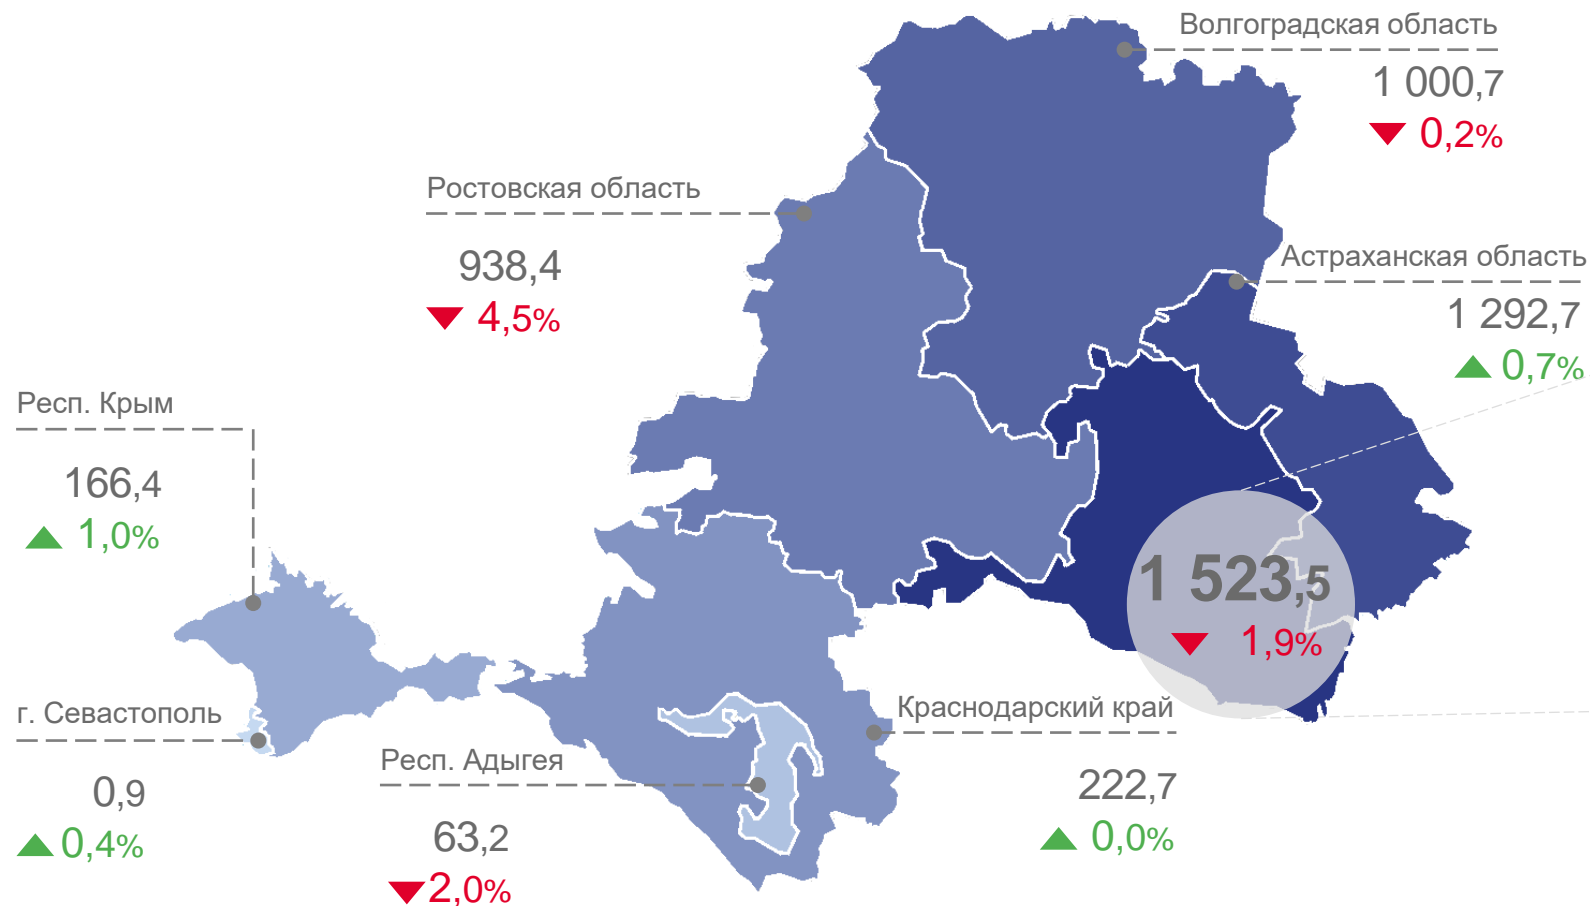 Волгоградская область
1 000,7
0,2%
Ростовская область
938,4
4,5%
Астраханская область
1 292,7
0,7%
Респ. Крым
166,4
1,0%
1 523,5
1,9%
г. Севастополь
0,9
0,4%
Респ. Адыгея
63,2
2,0%
Краснодарский край
222,7
0,0%